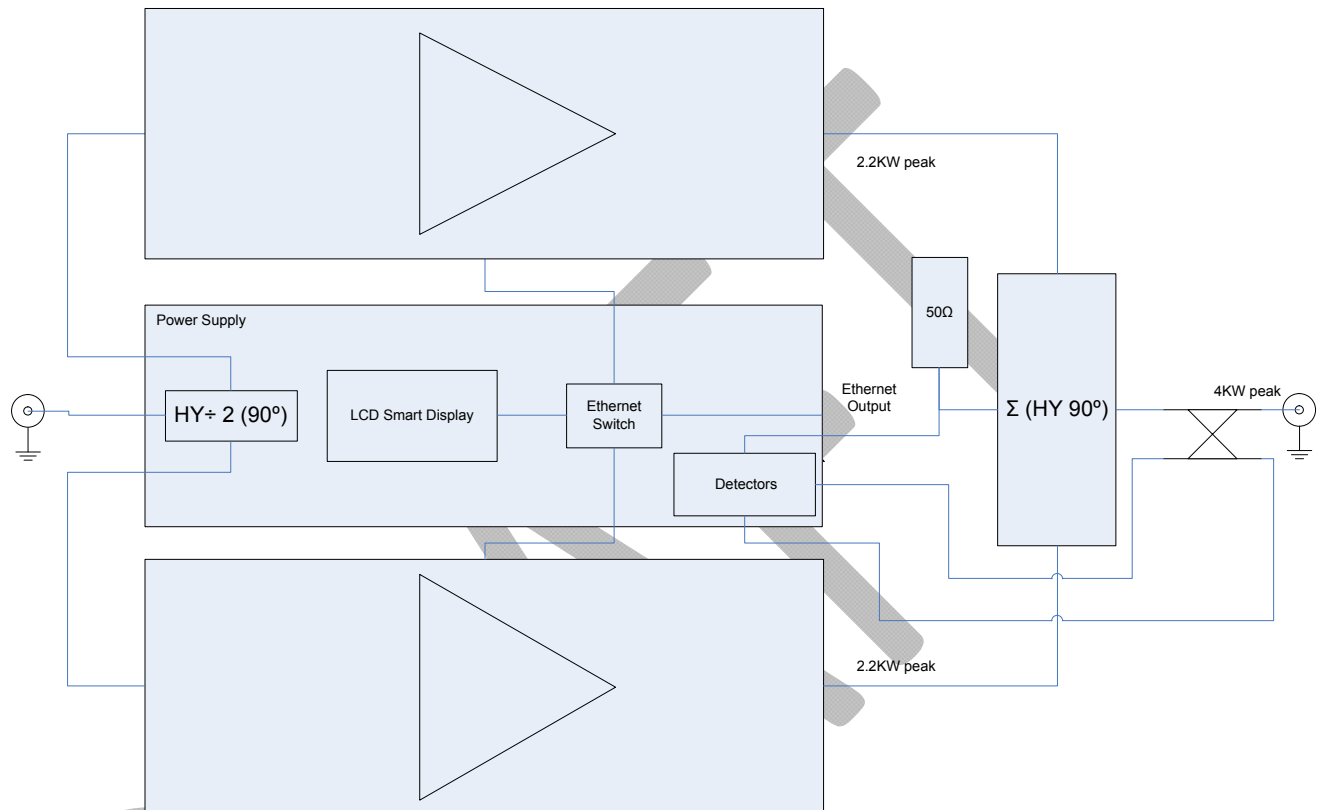 2.2KW peak
Power Supply
50Ω
HY÷ 2 (90º)
LCD Smart Display
Ethernet
Switch
Ethernet
Output
Σ (HY 90º)
4KW peak
Detectors
2.2KW peak